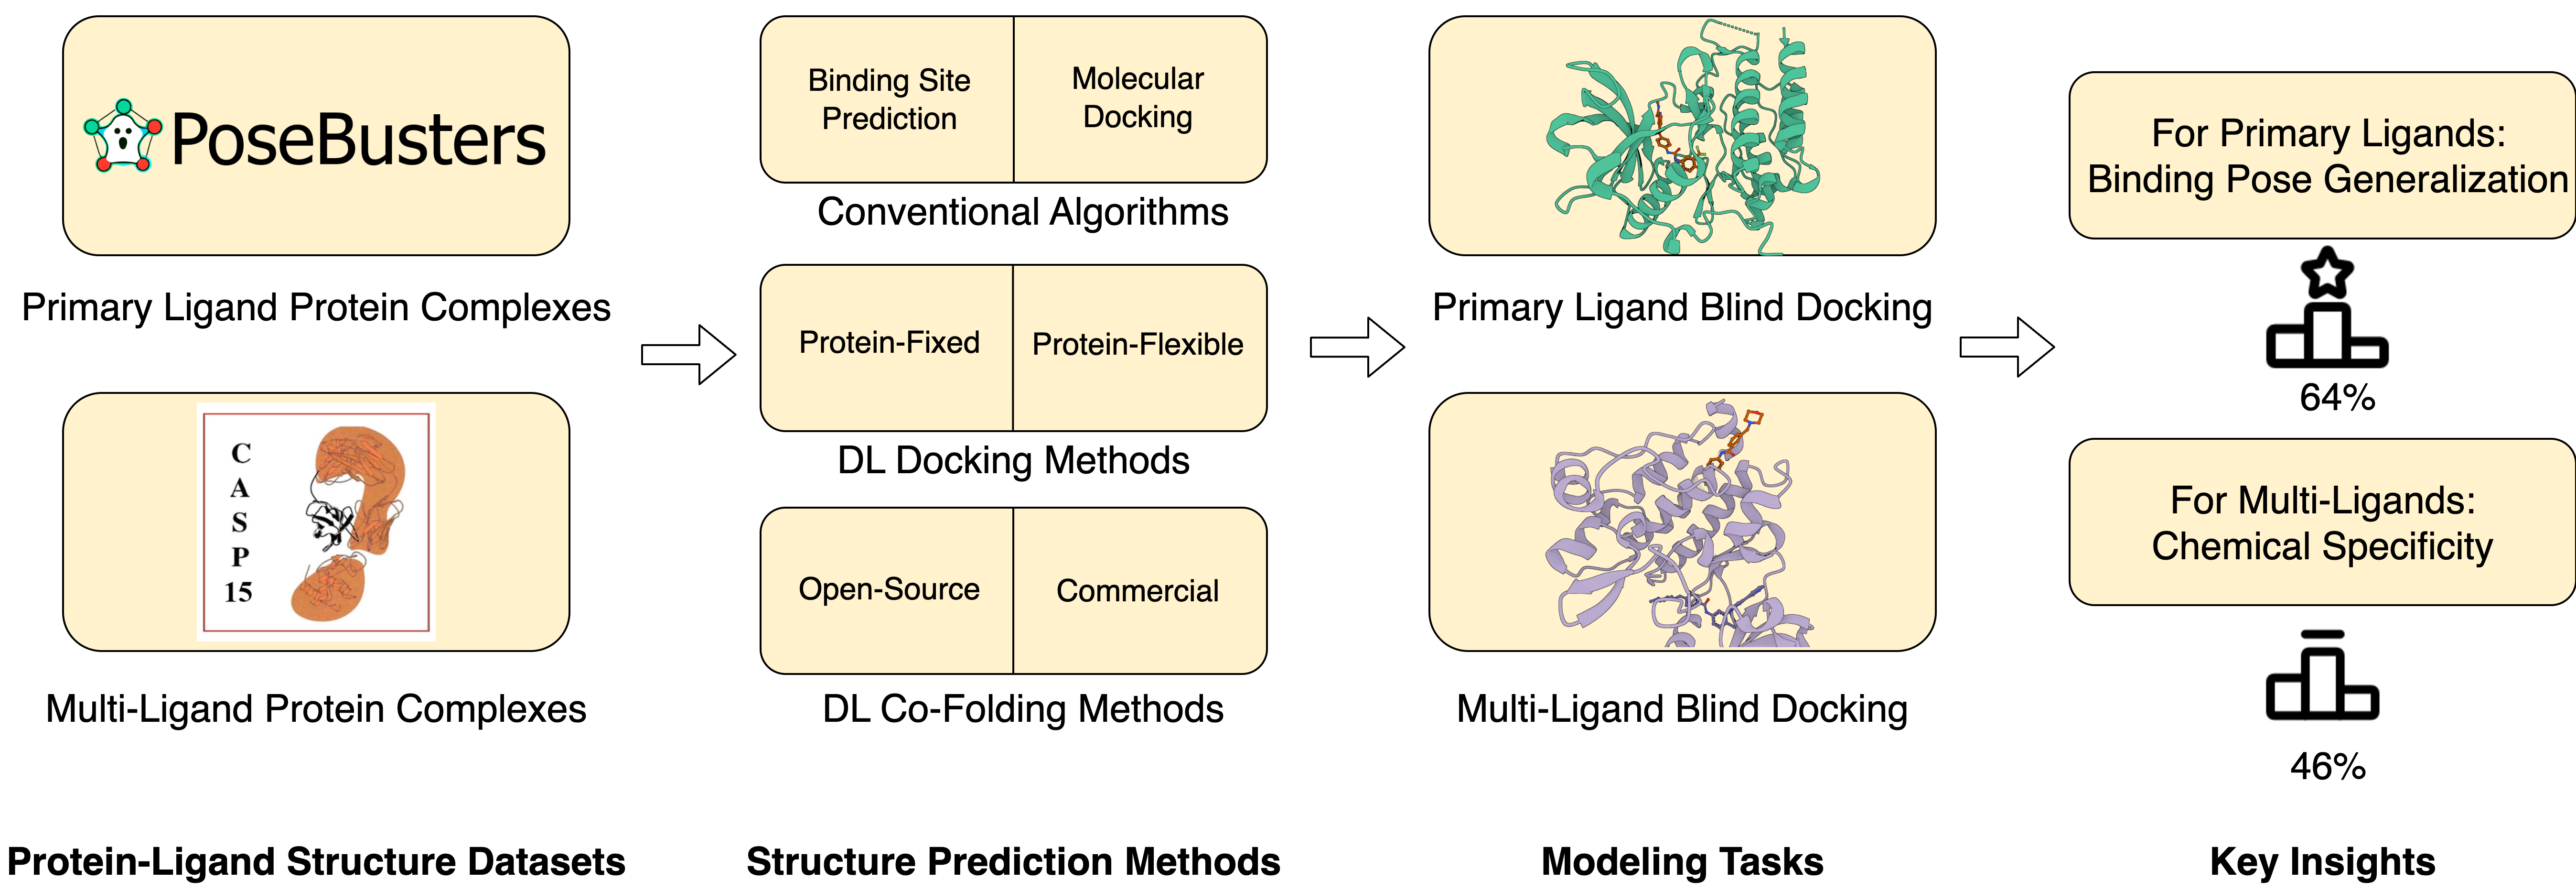 PoseBusters
Primary Ligand Protein Complexes
C
A
S
P
15
Multi-Ligand Protein Complexes
Protein-Ligand Structure Datasets
Binding Site
Prediction
Molecular
Docking
Conventional Algorithms
Protein-Fixed
Protein-Flexible
DL Docking Methods
Open-Source
Commercial
DL Co-Folding Methods
Structure Prediction Methods
Primary Ligand Blind Docking
Multi-Ligand Blind Docking
Modeling Tasks
For Primary Ligands:
Binding Pose Generalization
64%
For Multi-Ligands:
Chemical Specificity
46%
Key Insights